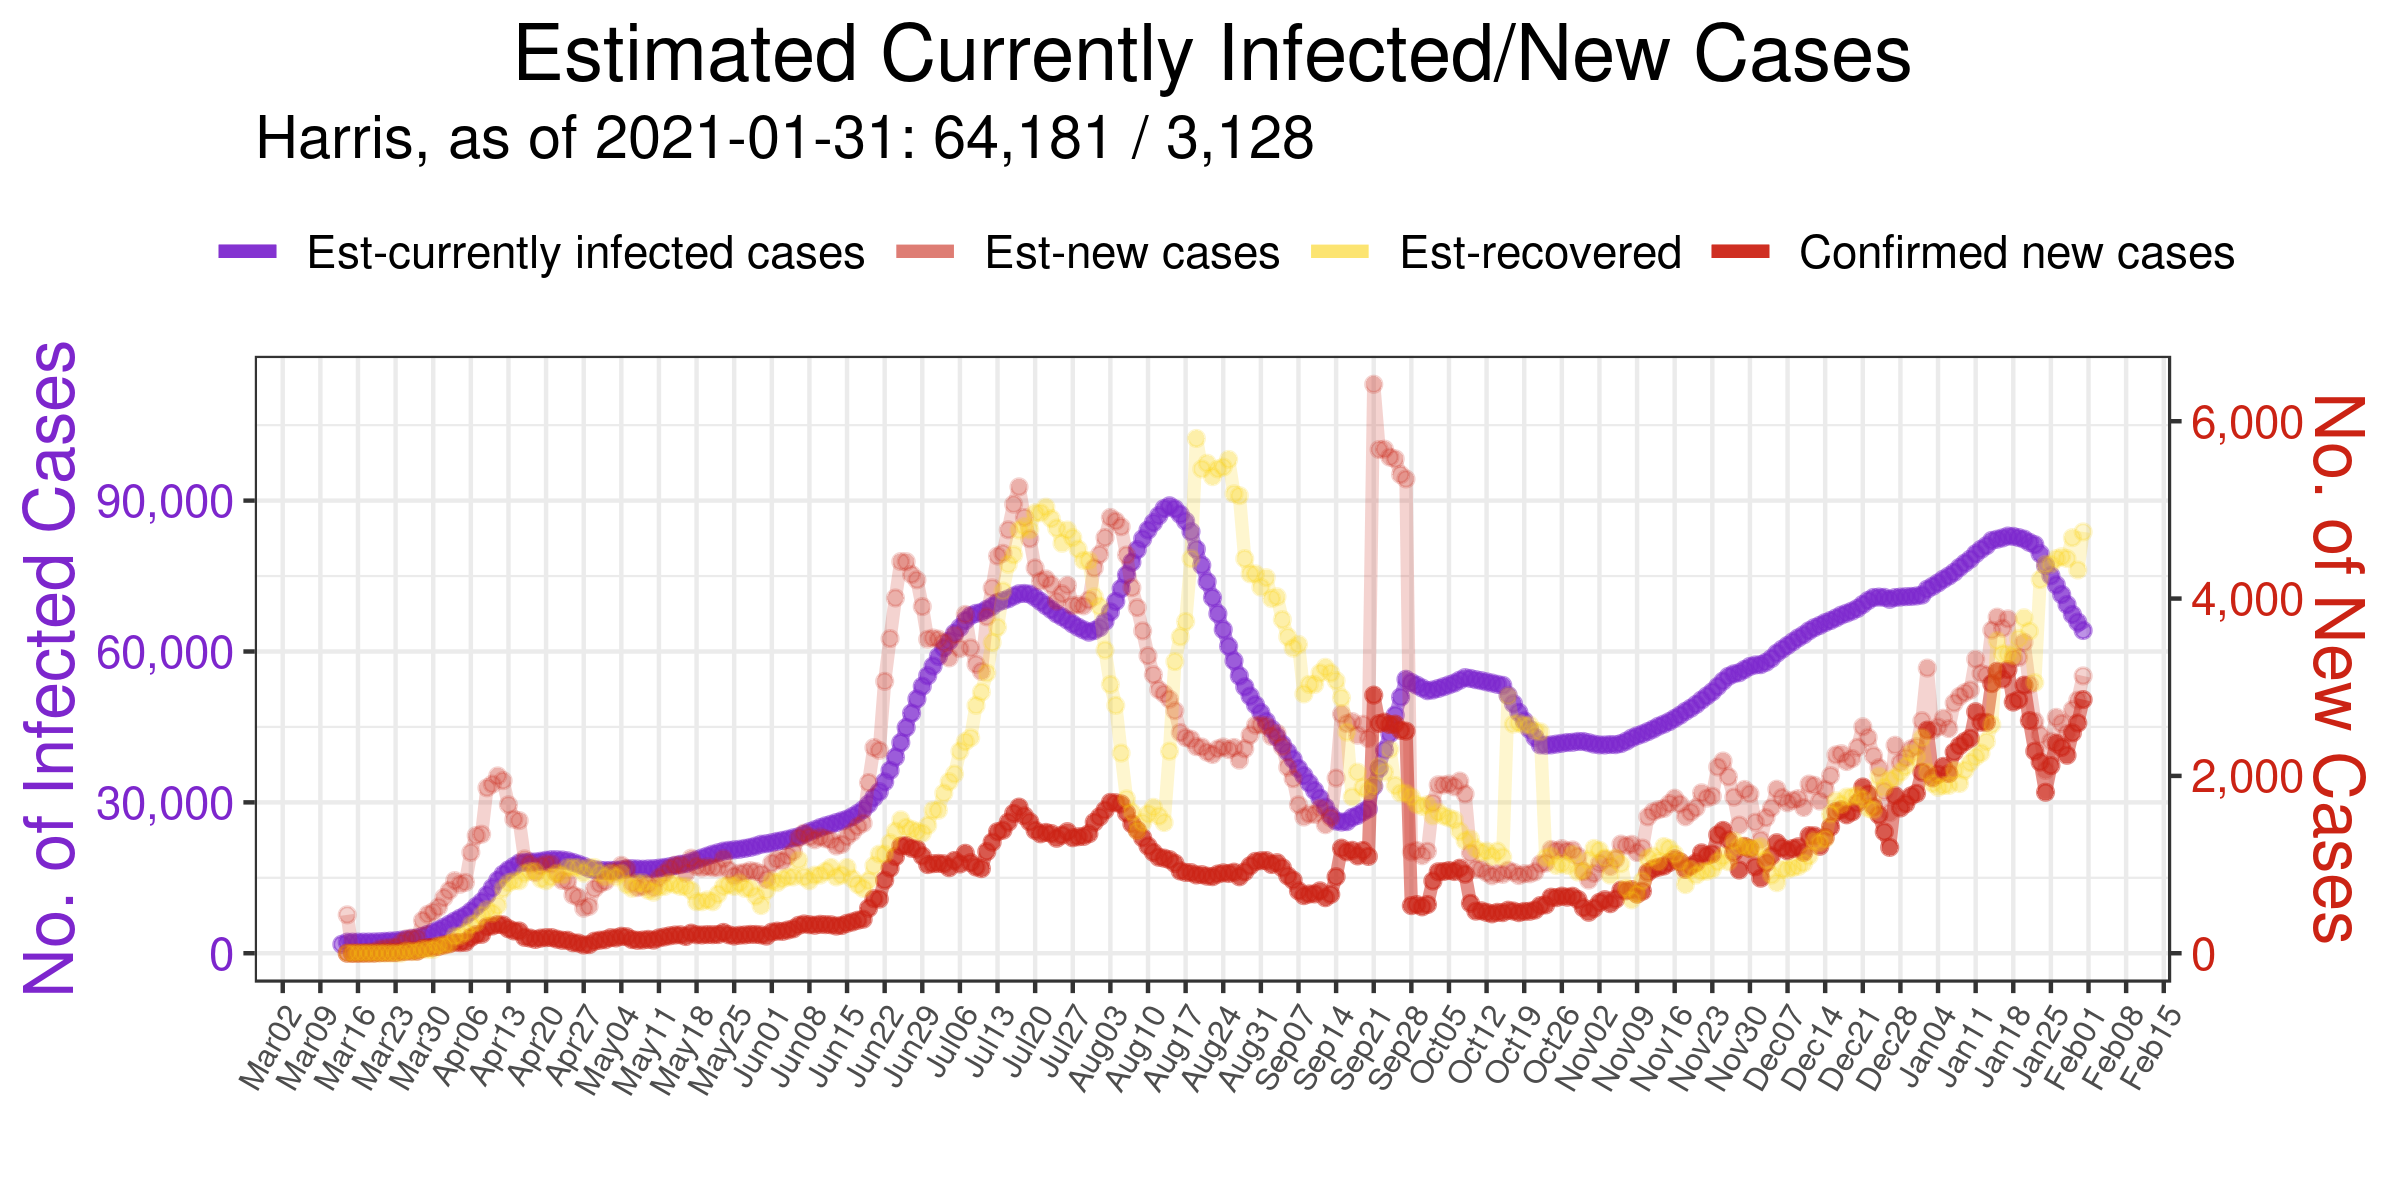 Estimated Currently Infected/New Cases
Harris, as of 2021-01-31: 64,181 / 3,128
Est-currently infected cases
Est-new cases
Est-recovered
Confirmed new cases
No. of Infected Cases
90,000
60,000
30,000
0
6,000
4,000
2,000
0
No. of New Cases
Mar02
Mar09
Mar16
Mar23
Mar30
Apr06
Apr13
Apr20
Apr27
May04
May11
May18
May25
Jun01
Jun08
Jun15
Jun22
Jun29
Jul06
Jul13
Jul20
Jul27
Aug03
Aug10
Aug17
Aug24
Aug31
Sep07
Sep14
Sep21
Sep28
Oct05
Oct12
Oct19
Oct26
Nov02
Nov09
Nov16
Nov23
Nov30
Dec07
Dec14
Dec21
Dec28
Jan04
Jan11
Jan18
Jan25
Feb01
Feb08
Feb15